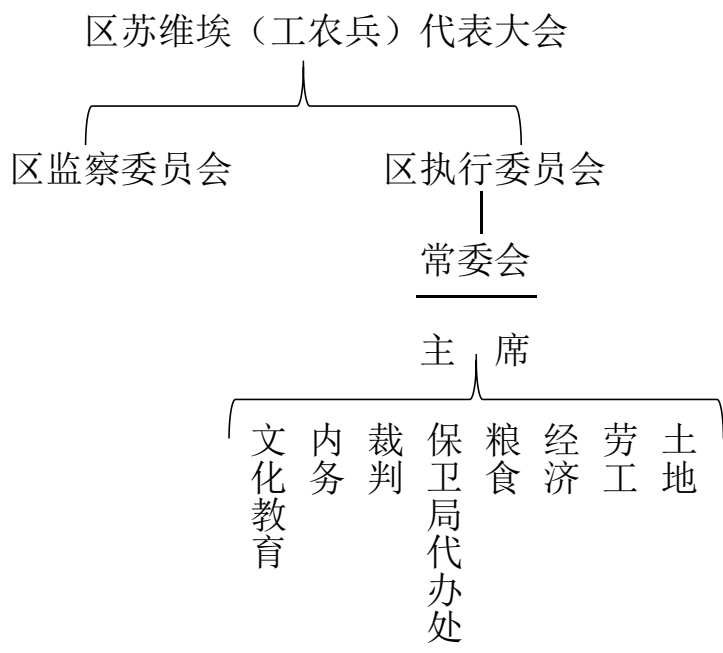 区苏维埃（工农兵）代表大会
区监察委员会
区执行委员会
常委会
主 席
文化教育
内务
裁判
保卫局代办处
粮食
经济
劳工
土地